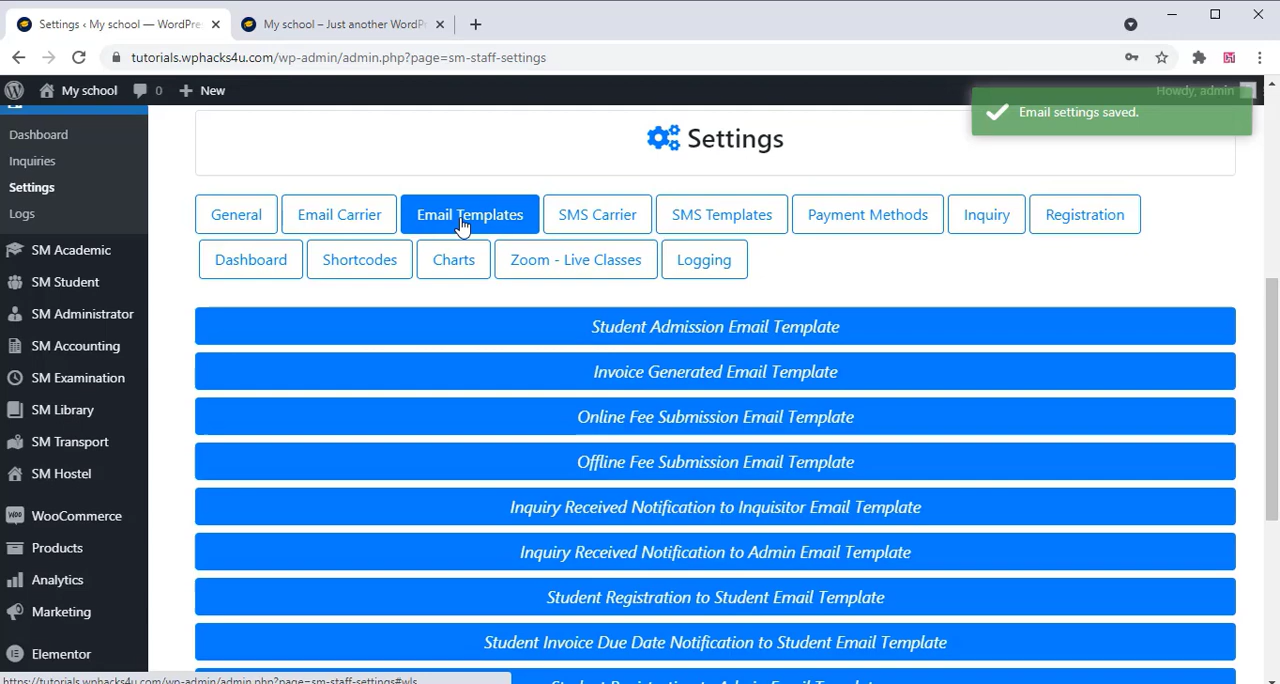 Settings ‹ My school — WordPre
My school – Just another WordPr
tutorials.wphacks4u.com/wp-admin/admin.php?page=sm-staff-settings
My school 0 New
Howdy, admin
Email settings saved.
Dashboard
Inquiries
Settings
Logs
SM Academic
SM Student
SM Administrator
SM Accounting
SM Examination
SM Library
SM Transport
SM Hostel
WooCommerce
Products
Analytics
Marketing
Elementor
Settings
General Email Carrier Email Templates SMS Carrier SMS Templates Payment Methods Inquiry Registration
Dashboard Shortcodes Charts Zoom - Live Classes Logging
Student Admission Email Template
Invoice Generated Email Template
Online Fee Submission Email Template
Offline Fee Submission Email Template
Inquiry Received Notification to Inquisitor Email Template
Inquiry Received Notification to Admin Email Template
Student Registration to Student Email Template
Student Invoice Due Date Notification to Student Email Template
Student Registration to Admin Email Template
https://tutorials.wphacks4u.com/wp-admin/admin.php?page=sm-staff-settings#wls